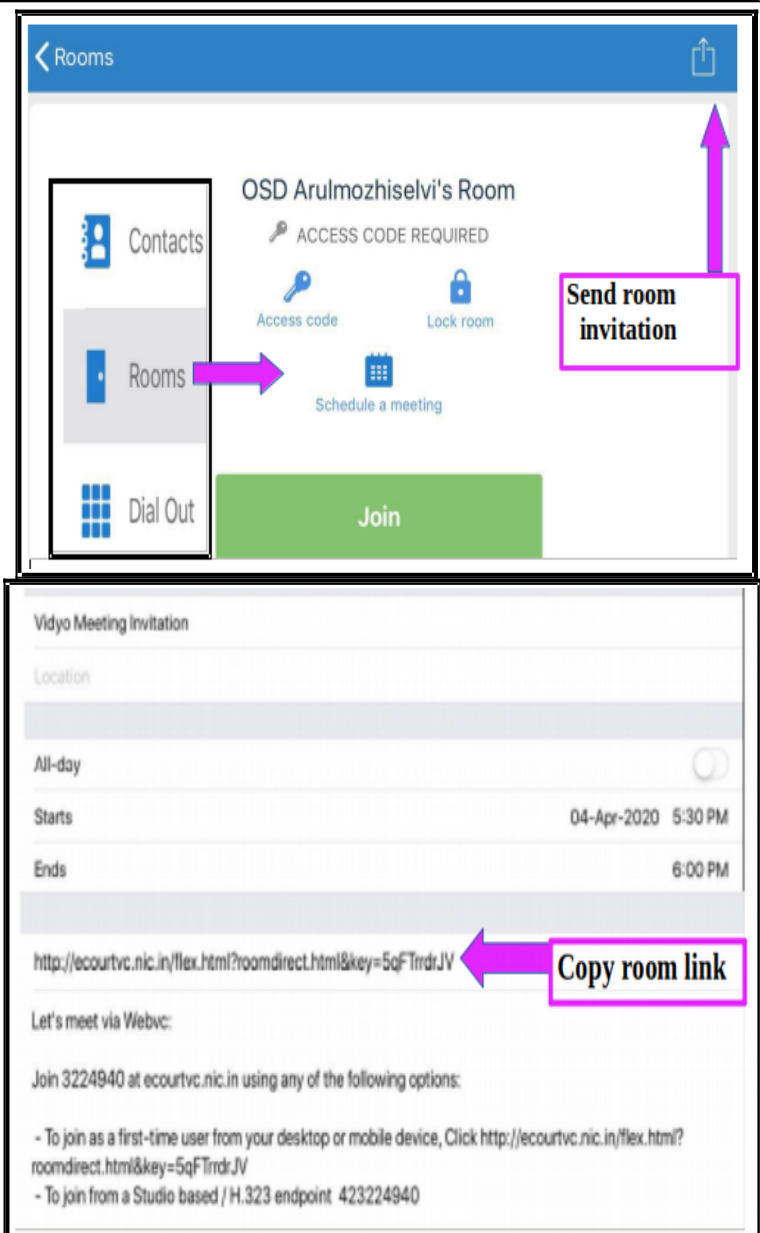 Rooms
OSD Arulmozhiselvi's Room
ACCESS CODE REQUIRED
Contacts
Access code
Lock room
Send room
invitation
Rooms
Schedule a meeting
Dial Out
Join
Vidyo Meeting Invitation
Location
All-day
Starts 04-Apr-2020 5:30 PM
Ends 6:00 PM
http://ecourtvc.nic.in/flex.html?roomdirect.html&key=5qFTrrdrJV
Copy room link
Let's meet via Webvc:
Join 3224940 at ecourtvc.nic.in using any of the following options:
- To join as a first-time user from your desktop or mobile device, Click http://ecourtvc.nic.in/flex.html?
roomdirect.html&key=5qFTrrdrJV
- To join from a Studio based / H.323 endpoint 423224940